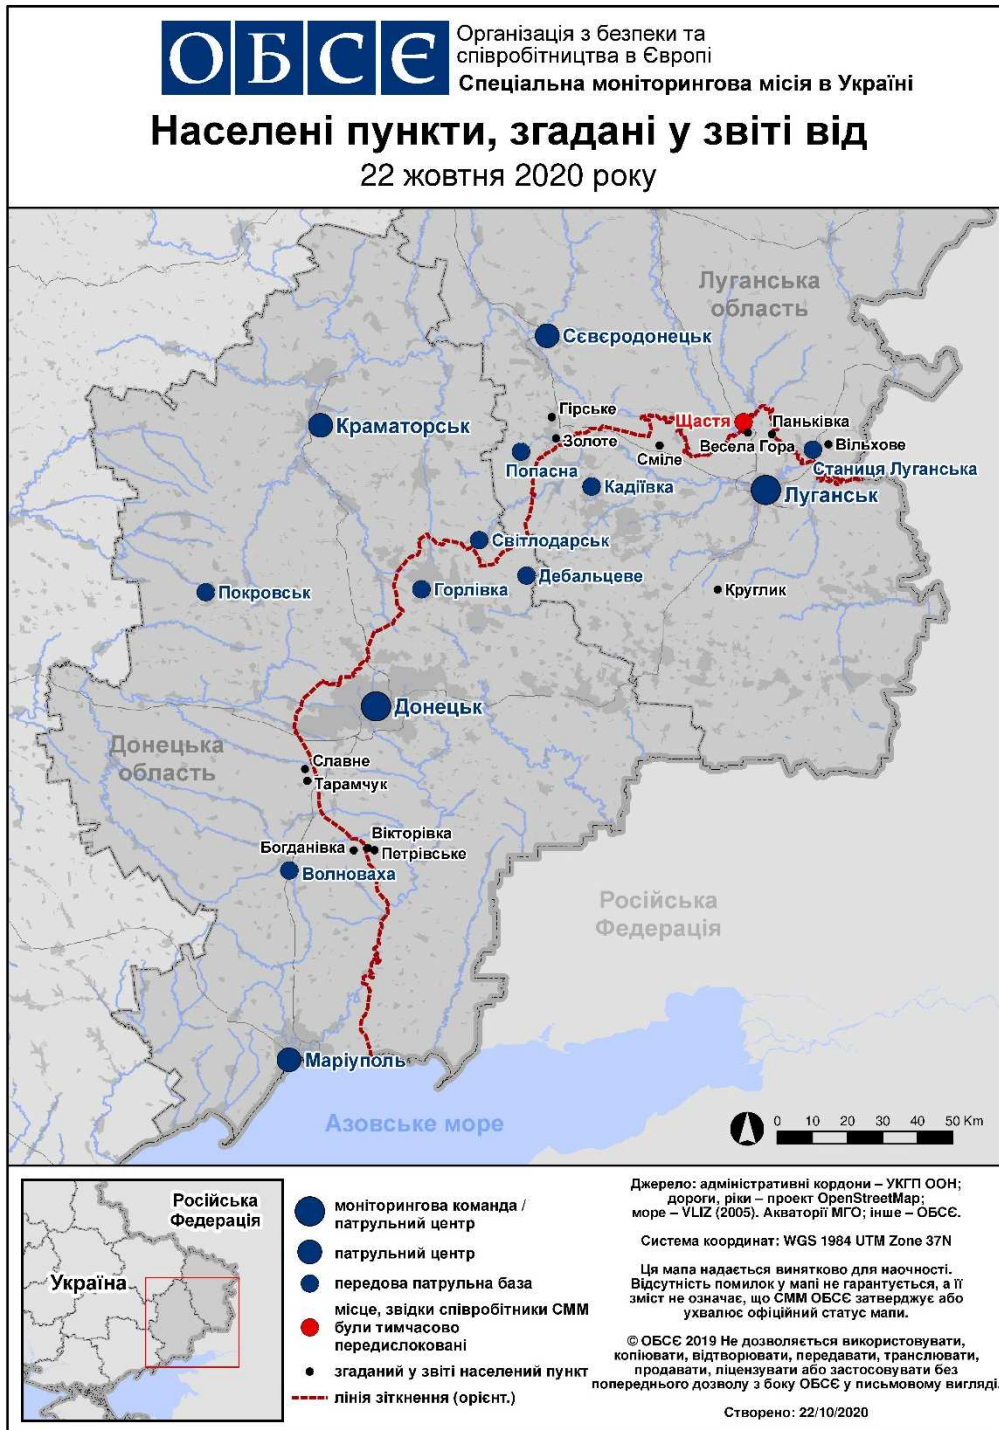 ОБСЄ
Організація з безпеки та
співробітництва в Європі
Спеціальна моніторингова місія в Україні
Населені пункти, згадані у звіті від
22 жовтня 2020 року
Луганська
область
Сєвєродонецьк
Гірське
Щастя
Паньківка
Краматорськ
Золоте
Весела Гора
Вільхове
Сміле
Попасна
Станиця Луганська
Кадіївка
Луганськ
Світлодарськ
Дебальцеве
Покровськ
Горлівка
Круглик
Донецьк
Донецька
область
Славне
Тарамчук
Вікторівка
Богданівка
Петрівське
Волноваха
Російська
Федерація
Маріуполь
Азовське море
0 10 20 30 40 50 Km
Російська
Федерація
Україна
моніторингова команда /
патрульний центр
патрульний центр
передова патрульна база
місце, звідки співробітники СММ
були тимчасово
передислоковані
згаданий у звіті населений пункт
лінія зіткнення (орієнт.)
Джерело: адміністративні кордони – УКГП ООН;
дороги, ріки – проект OpenStreetMap;
море – VLIZ (2005). Акваторії МГО; інше – ОБСЄ.
Система координат: WGS 1984 UTM Zone 37N
Ця мапа надається винятково для наочності.
Відсутність помилок у мапі не гарантується, а її
зміст не означає, що СММ ОБСЄ затверджує або
ухвалює офіційний статус мапи.
© ОБСЄ 2019 Не дозволяється використовувати,
копіювати, відтворювати, передавати, транслювати,
продавати, ліцензувати або застосовувати без
попереднього дозволу з боку ОБСЄ у письмовому вигляді.
Створено: 22/10/2020